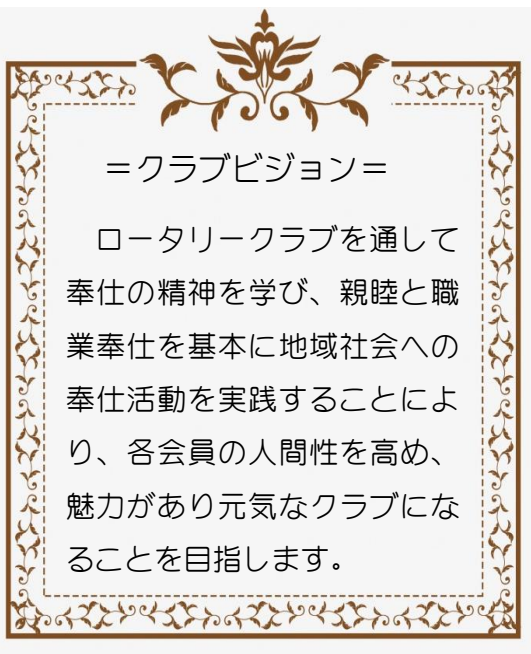 ＝クラブビジョン＝
　ロータリークラブを通して
奉仕の精神を学び、親睦と職
業奉仕を基本に地域社会への
奉仕活動を実践することによ
り、各会員の人間性を高め、
魅力があり元気なクラブにな
ることを目指します。